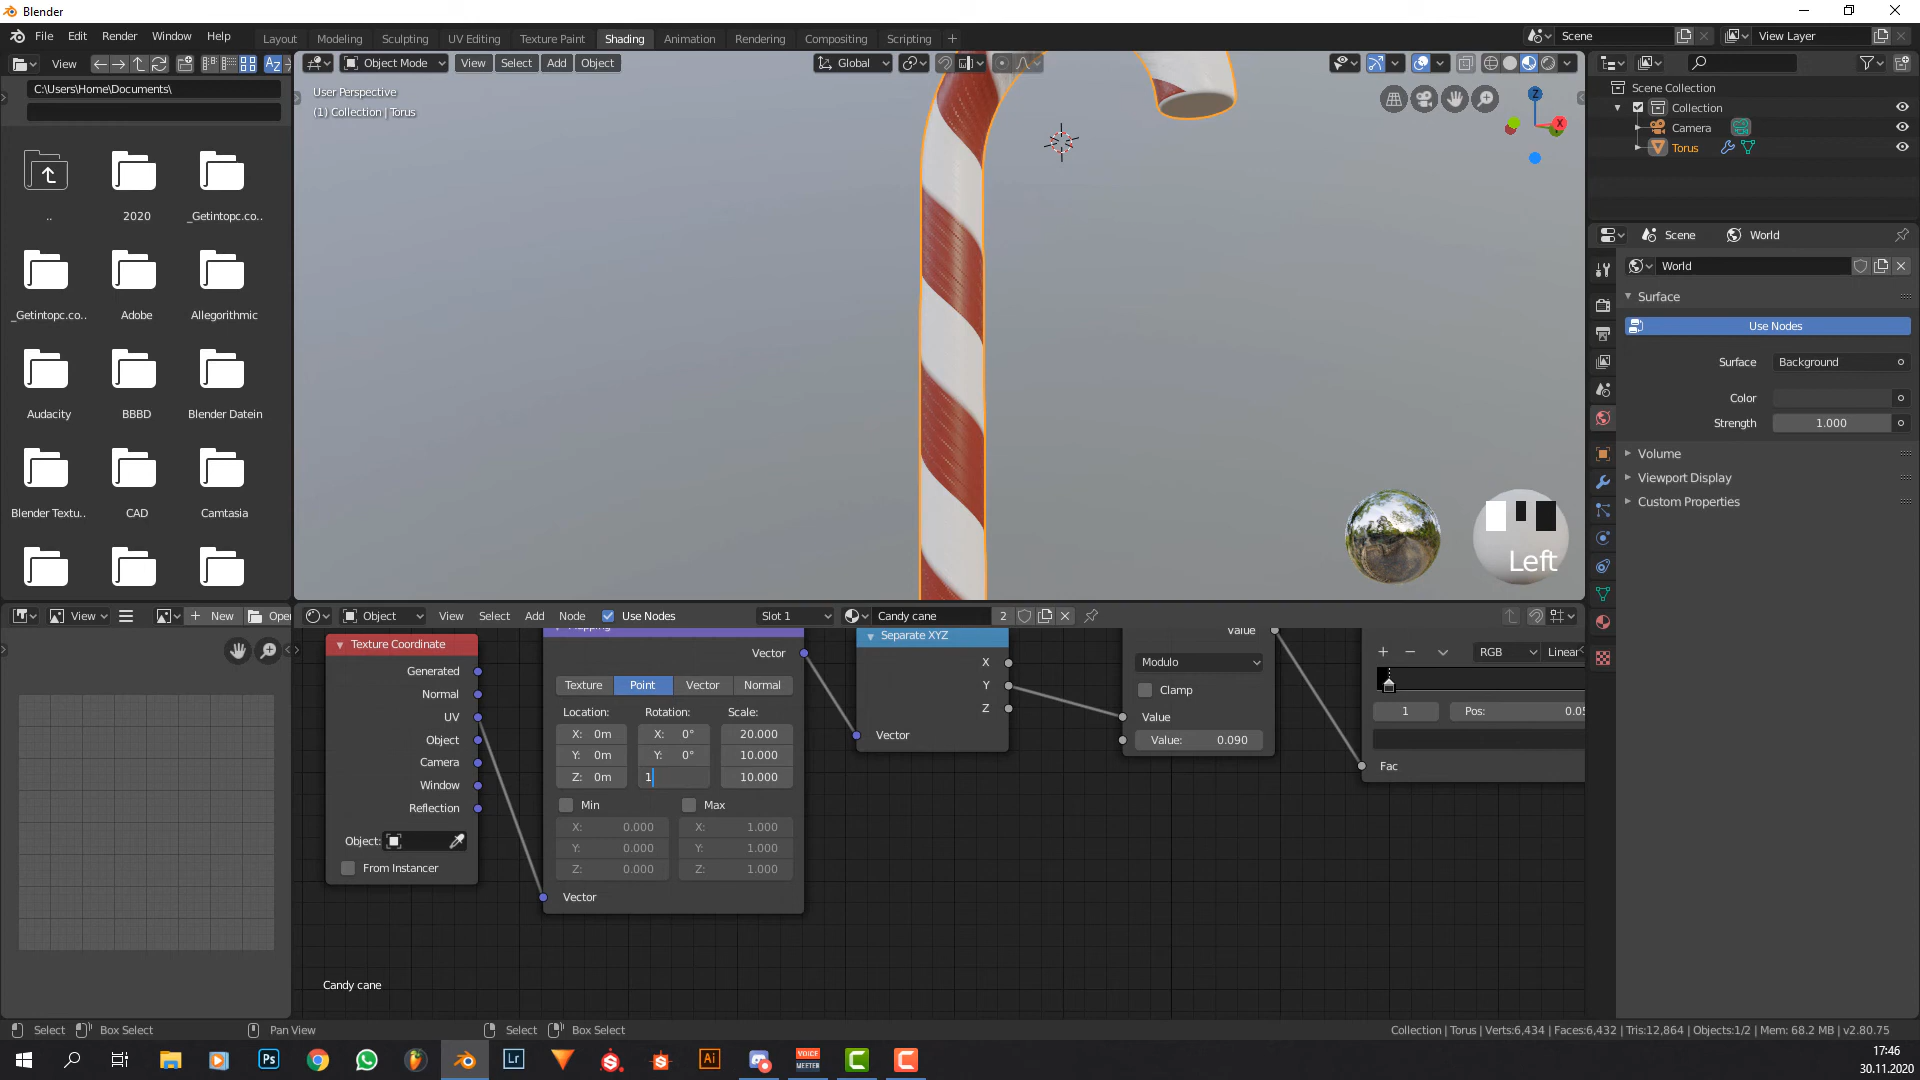 Blender
File Edit Render Window Help
Layout Modeling Sculpting UV Editing Texture Paint Shading Animation Rendering Compositing Scripting
Scene View Layer
View
C:\Users\Home\Documents\
Object Mode View Select Add Object Global
User Perspective
(1) Collection | Torus
Z
X
Scene Collection
Collection
Camera
Torus
.. 2020 _Getintopc.co..
_Getintopc.co.. Adobe Allegorithmic
Audacity BBBD Blender Datein
Blender Textu.. CAD Camtasia
Scene World
World
Surface
Use Nodes
Surface Background
Color
Strength 1.000
Volume
Viewport Display
Custom Properties
Left
View New Open
Object View Select Add Node Use Nodes Slot 1 Candy cane 2
Texture Coordinate
Generated
Normal
UV
Object
Camera
Window
Reflection
Object:
From Instancer
Vector
Texture Point Vector Normal
Location: Rotation: Scale:
X: 0m X: 0° 20.000
Y: 0m Y: 0° 10.000
Z: 0m 1 10.000
Min Max
X: 0.000 X: 1.000
Y: 0.000 Y: 1.000
Z: 0.000 Z: 1.000
Vector
Separate XYZ
X
Y
Z
Vector
Value
Modulo
Clamp
Value
Value: 0.090
RGB Linear
1 Pos: 0.05
Fac
Candy cane
Select Box Select Pan View Select Box Select
Collection | Torus | Verts:6,434 | Faces:6,432 | Tris:12,864 | Objects:1/2 | Mem: 68.2 MB | v2.80.75
Ps Lr Ai VOICE MEETER
17:46
30.11.2020